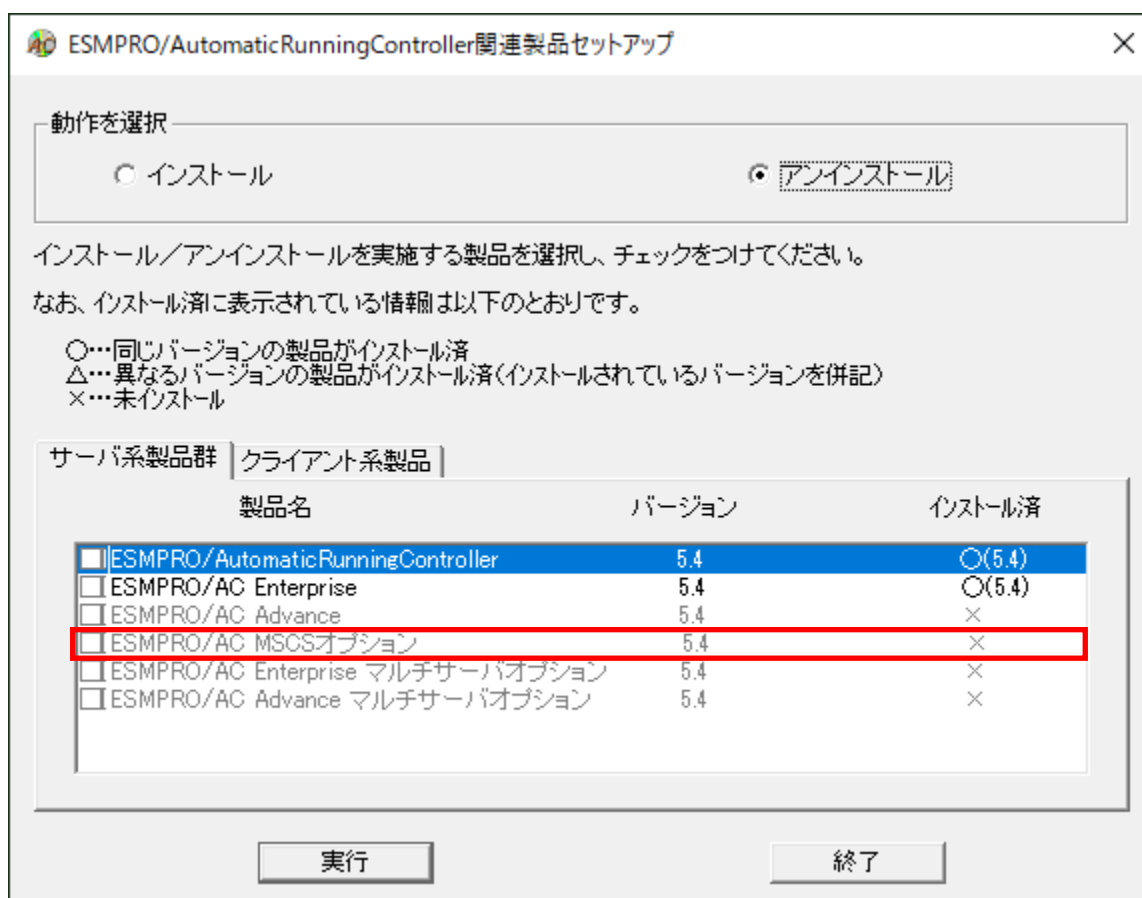 ESMPRO/AutomaticRunningController関連製品セットアップ
動作を選択
インストール アンインストール
インストール／アンインストールを実施する製品を選択し、チェックをつけてください。
なお、インストール済に表示されている情報は以下のとおりです。
○…同じバージョンの製品がインストール済
△…異なるバージョンの製品がインストール済(インストールされているバージョンを併記)
×…未インストール
サーバ系製品群 クライアント系製品
製品名 バージョン インストール済
ESMPRO/AutomaticRunningController 5.4 ○(5.4)
ESMPRO/AC Enterprise 5.4 ○(5.4)
ESMPRO/AC Advance 5.4 ×
ESMPRO/AC MSCSオプション 5.4 ×
ESMPRO/AC Enterprise マルチサーバオプション 5.4 ×
ESMPRO/AC Advance マルチサーバオプション 5.4 ×
実行 終了